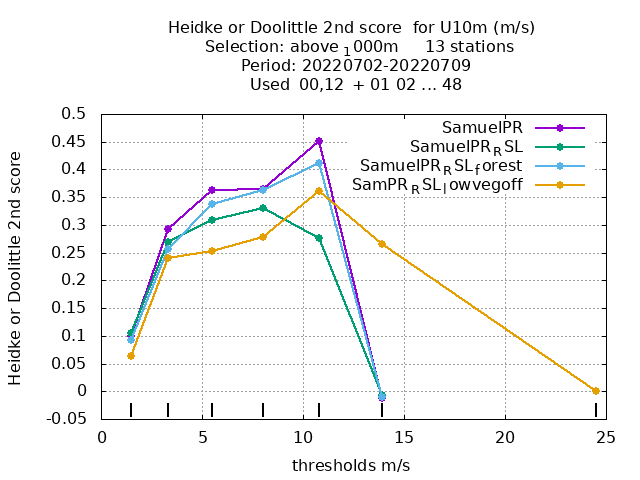 Heidke or Doolittle 2nd score  for U10m (m/s)
Selection: above ₁000m     13 stations
Period: 20220702-20220709
Used  00,12  + 01 02 ... 48
Heidke or Doolittle 2nd score
0.5
0.45
0.4
0.35
0.3
0.25
0.2
0.15
0.1
0.05
0
-0.05
SamuelPR
SamuelPR_RSL
SamuelPR_RSL_forest
SamPR_RSL_lowvegoff
0 5 10 15 20 25
thresholds m/s